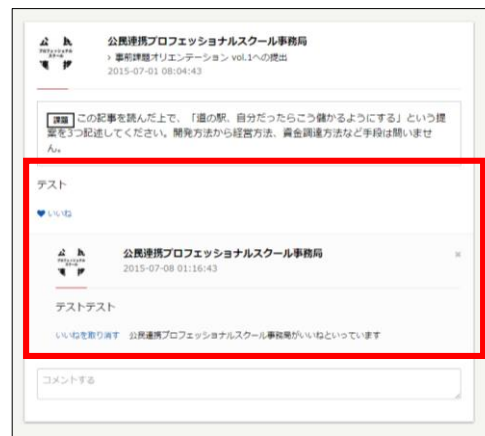 公民連携プロフェッショナルスクール事務局
› 事前課題オリエンテーション vol.1への提出
2015-07-01 08:04:43
課題 この記事を読んだ上で、「道の駅、自分だったらこう儲かるようにする」という提
案を3つ記述してください。開発方法から経営方法、資金調達方法など手段は問いませ
ん。
テスト
いいね
公民連携プロフェッショナルスクール事務局
2015-07-08 01:16:43
テストテスト
いいねを取り消す 公民連携プロフェッショナルスクール事務局がいいねといっています
コメントする